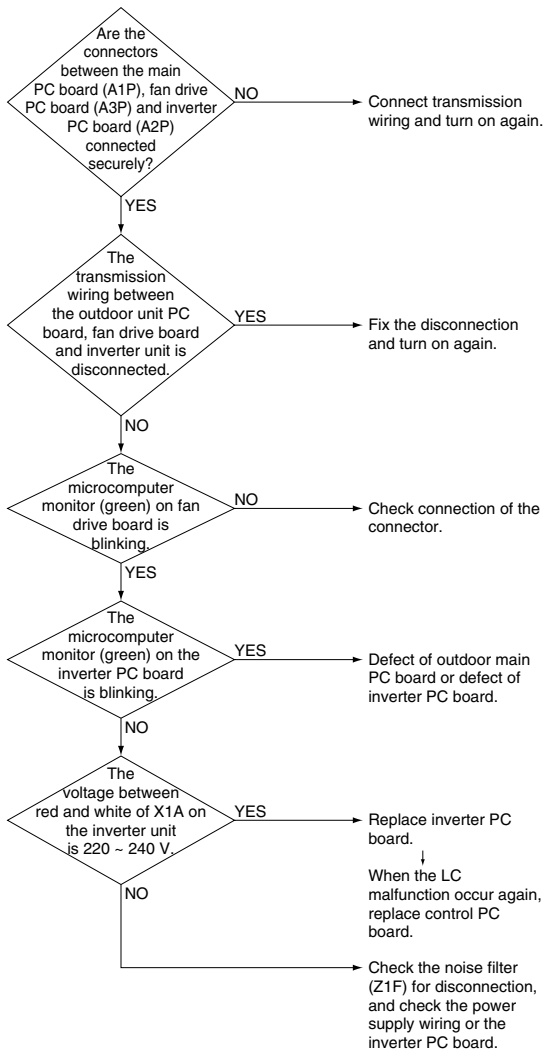 Are the
connectors
between the main
PC board (A1P), fan drive
PC board (A3P) and inverter
PC board (A2P)
connected
securely?
NO
Connect transmission
wiring and turn on again.
YES
The
transmission
wiring between
the outdoor unit PC
board, fan drive board
and inverter unit is
disconnected.
YES
Fix the disconnection
and turn on again.
NO
The
microcomputer
monitor (green) on fan
drive board is
blinking.
NO
Check connection of the
connector.
YES
The
microcomputer
monitor (green) on the
inverter PC board
is blinking.
YES
Defect of outdoor main
PC board or defect of
inverter PC board.
NO
The
voltage between
red and white of X1A on
the inverter unit
is 220 ~ 240 V.
YES
Replace inverter PC
board.
When the LC
malfunction occur again,
replace control PC
board.
NO
Check the noise filter
(Z1F) for disconnection,
and check the power
supply wiring or the
inverter PC board.